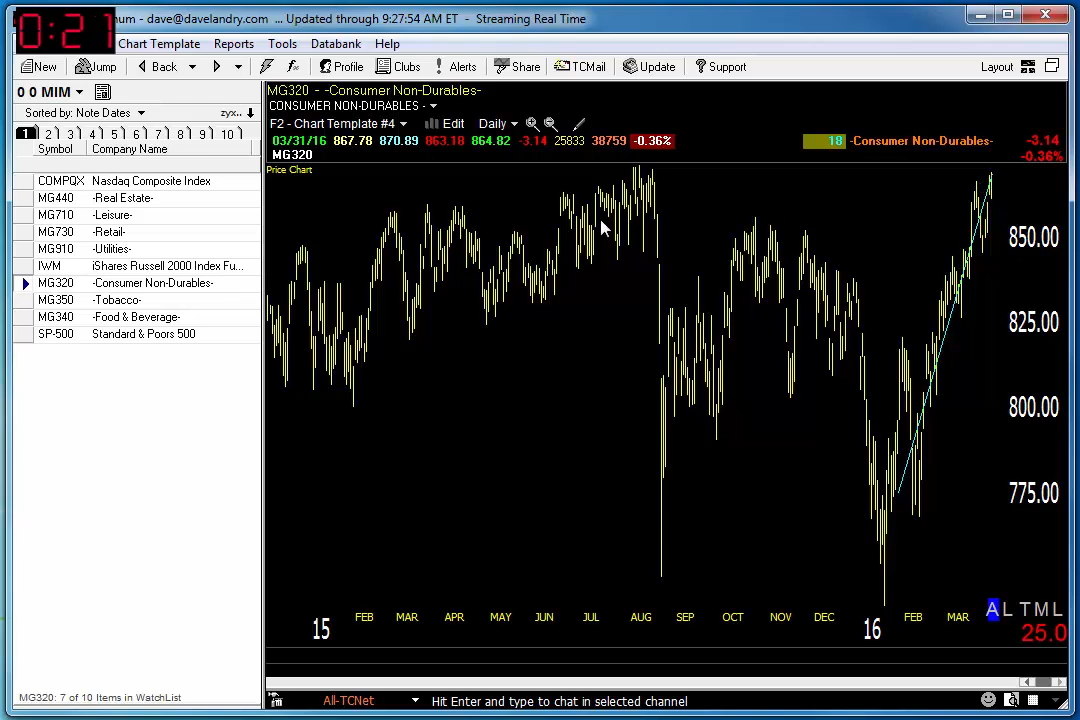 0:21
num - dave@davelandry.com ... Updated through 9:27:54 AM ET - Streaming Real Time
Chart Template Reports Tools Databank Help
New Jump Back Profile Clubs Alerts Share TCMail Update Support Layout
0 0 MIM
Sorted by: Note Dates zyx..
1 2 3 4 5 6 7 8 9 10
Symbol Company Name
COMPQX Nasdaq Composite Index
MG440 -Real Estate-
MG710 -Leisure-
MG730 -Retail-
MG910 -Utilities-
IWM iShares Russell 2000 Index Fu...
MG320 -Consumer Non-Durables-
MG350 -Tobacco-
MG340 -Food & Beverage-
SP-500 Standard & Poors 500
MG320: 7 of 10 Items in WatchList
MG320 - -Consumer Non-Durables-
CONSUMER NON-DURABLES -
F2 - Chart Template #4 Edit Daily
03/31/16 867.78 870.89 863.18 864.82 -3.14 25833 38759 -0.36% 18 -Consumer Non-Durables- -3.14
-0.36%
MG320
Price Chart
850.00
825.00
800.00
775.00
A L T M L
25.0
15 FEB MAR APR MAY JUN JUL AUG SEP OCT NOV DEC 16 FEB MAR
All-TCNet Hit Enter and type to chat in selected channel